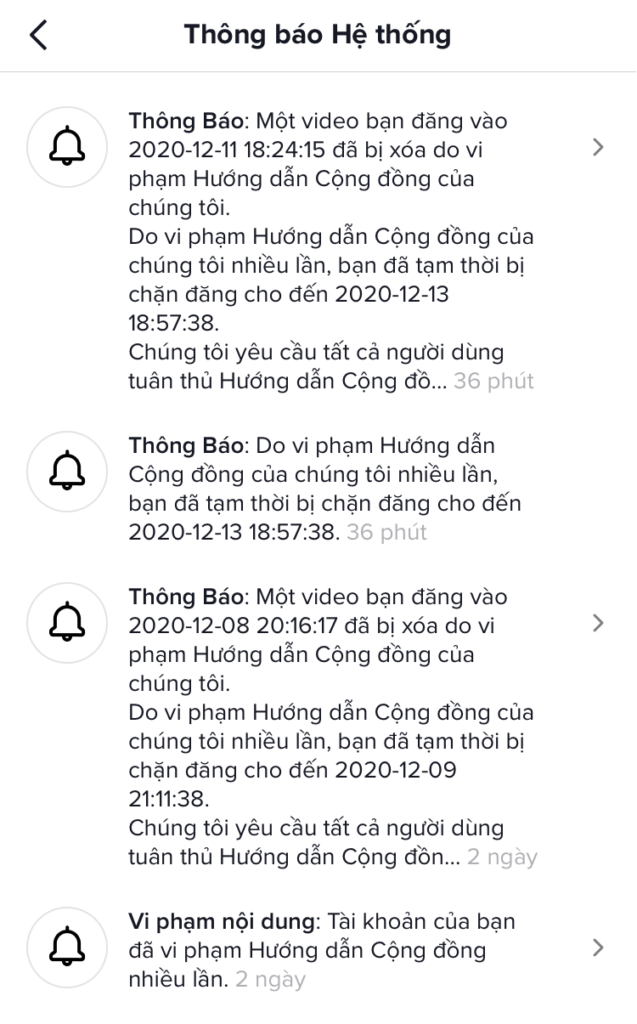 Thông báo Hệ thống
Thông Báo: Một video bạn đăng vào
2020-12-11 18:24:15 đã bị xóa do vi
phạm Hướng dẫn Cộng đồng của
chúng tôi.
Do vi phạm Hướng dẫn Cộng đồng của
chúng tôi nhiều lần, bạn đã tạm thời bị
chặn đăng cho đến 2020-12-13
18:57:38.
Chúng tôi yêu cầu tất cả người dùng
tuân thủ Hướng dẫn Cộng đồ... 36 phút
Thông Báo: Do vi phạm Hướng dẫn
Cộng đồng của chúng tôi nhiều lần,
bạn đã tạm thời bị chặn đăng cho đến
2020-12-13 18:57:38. 36 phút
Thông Báo: Một video bạn đăng vào
2020-12-08 20:16:17 đã bị xóa do vi
phạm Hướng dẫn Cộng đồng của
chúng tôi.
Do vi phạm Hướng dẫn Cộng đồng của
chúng tôi nhiều lần, bạn đã tạm thời bị
chặn đăng cho đến 2020-12-09
21:11:38.
Chúng tôi yêu cầu tất cả người dùng
tuân thủ Hướng dẫn Cộng đồn... 2 ngày
Vi phạm nội dung: Tài khoản của bạn
đã vi phạm Hướng dẫn Cộng đồng
nhiều lần. 2 ngày